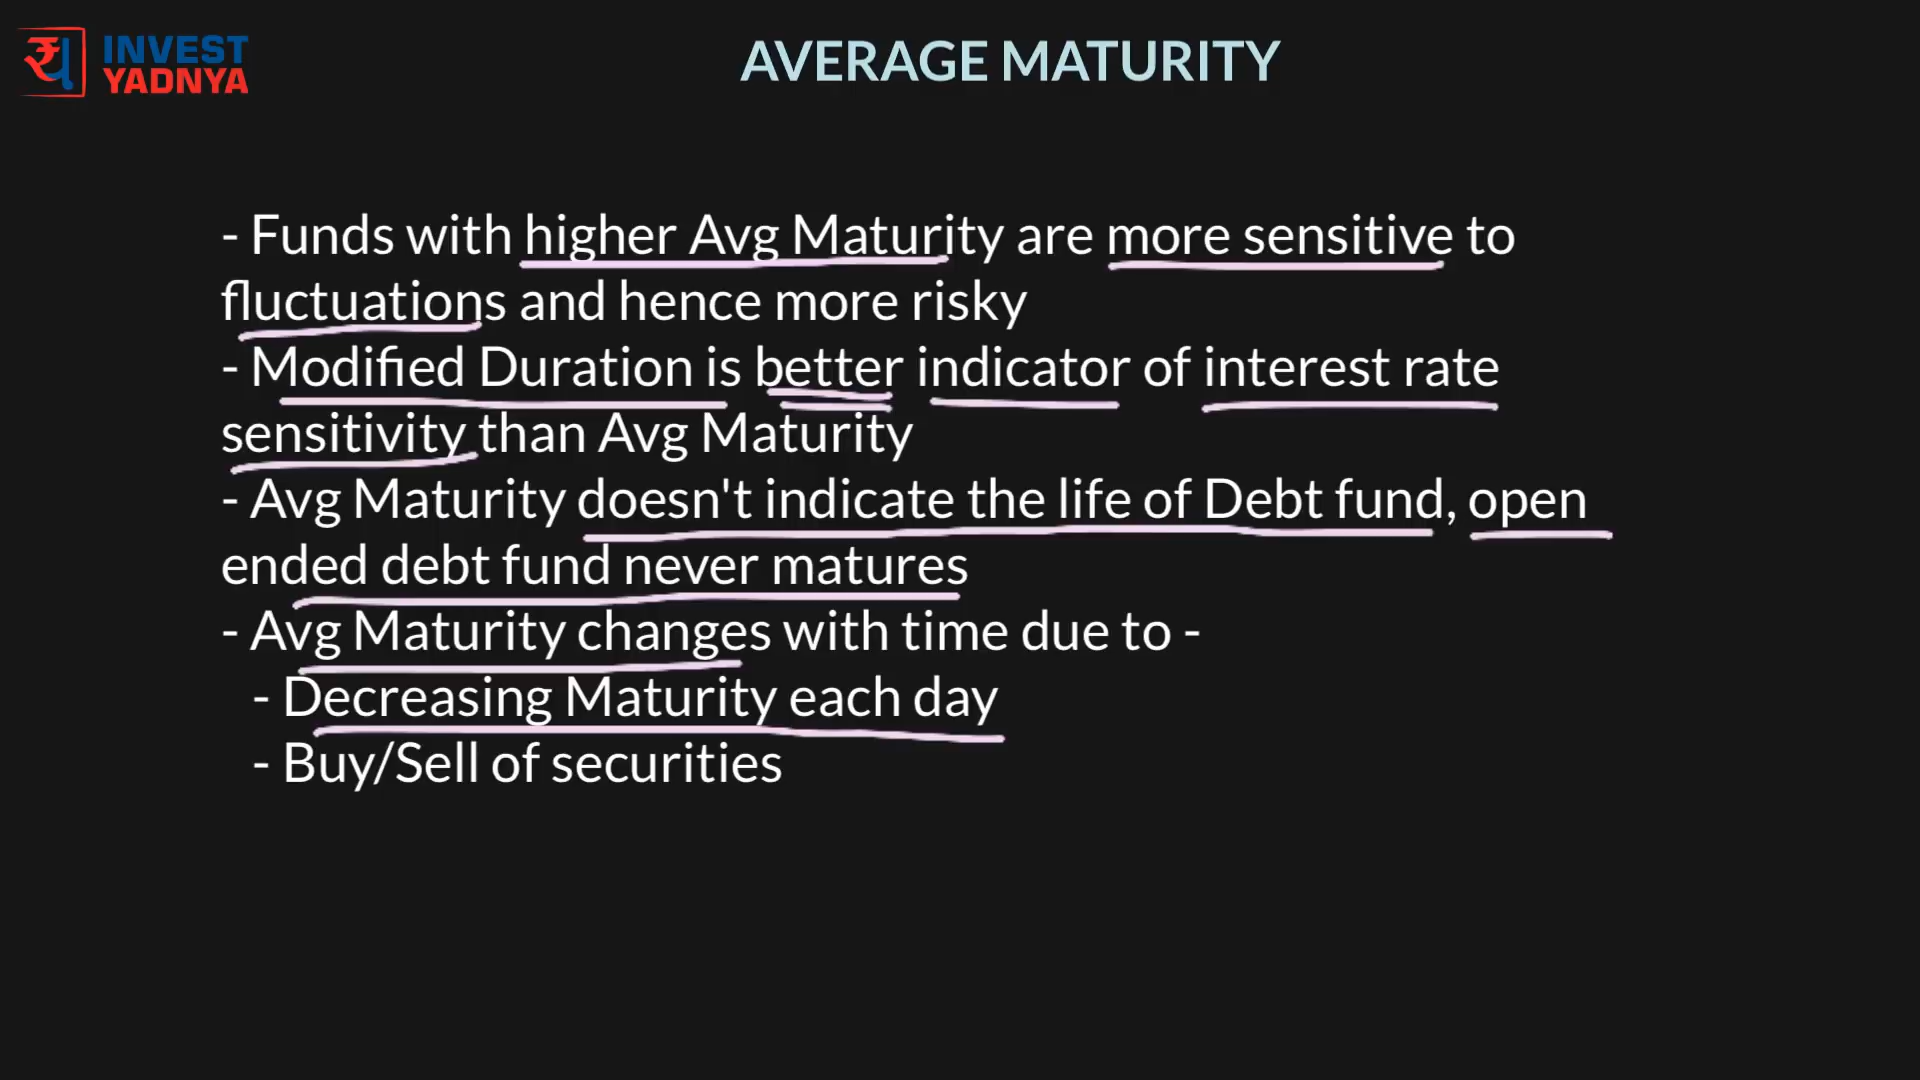 INVEST
YADNYA
AVERAGE MATURITY
- Funds with higher Avg Maturity are more sensitive to
fluctuations and hence more risky
- Modified Duration is better indicator of interest rate
sensitivity than Avg Maturity
- Avg Maturity doesn't indicate the life of Debt fund, open
ended debt fund never matures
- Avg Maturity changes with time due to -
- Decreasing Maturity each day
- Buy/Sell of securities